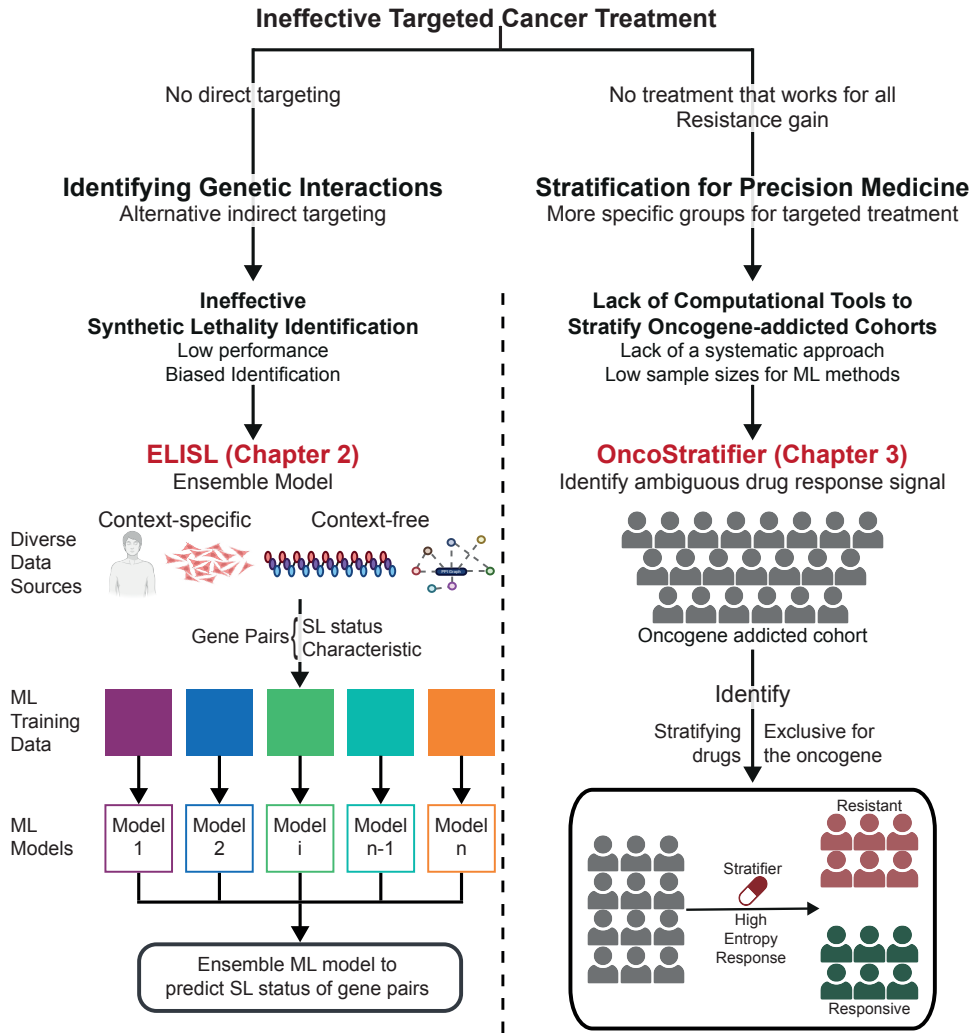 Ineffective Targeted Cancer Treatment
No direct targeting
No treatment that works for all
Resistance gain
Identifying Genetic Interactions
Alternative indirect targeting
Stratification for Precision Medicine
More specific groups for targeted treatment
Ineffective
Synthetic Lethality Identification
Low performance
Biased Identification
Lack of Computational Tools to
Stratify Oncogene-addicted Cohorts
Lack of a systematic approach
Low sample sizes for ML methods
ELISL (Chapter 2)
Ensemble Model
Context-specific
Context-free
Diverse
Data
Sources
PPI Graph
Gene Pairs
SL status
Characteristic
ML
Training
Data
ML
Models
Model
1
Model
2
Model
i
Model
n-1
Model
n
Ensemble ML model to
predict SL status of gene pairs
OncoStratifier (Chapter 3)
Identify ambiguous drug response signal
Oncogene addicted cohort
Identify
Stratifying
drugs
Exclusive for
the oncogene
Stratifier
High
Entropy
Response
Resistant
Responsive